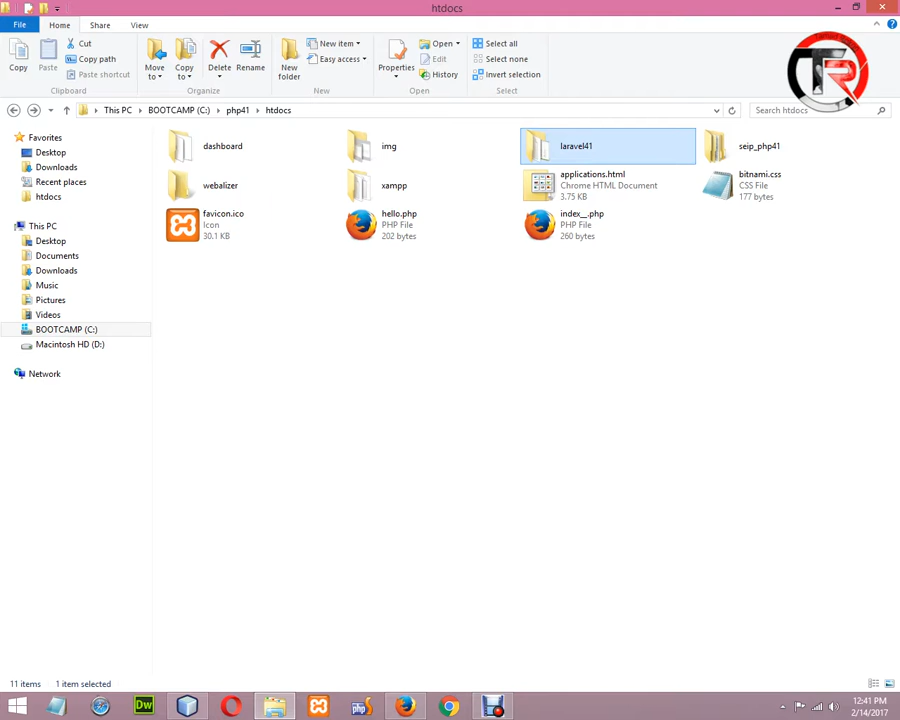 htdocs
File
Home
Share
View
Copy
Paste
Cut
Copy path
Paste shortcut
Clipboard
Move to
Copy to
Delete
Rename
Organize
New folder
New item
Easy access
New
Properties
Open
Edit
History
Open
Select all
Select none
Invert selection
Select
TR
This PC
BOOTCAMP (C:)
php41
htdocs
Search htdocs
Favorites
Desktop
Downloads
Recent places
htdocs
This PC
Desktop
Documents
Downloads
Music
Pictures
Videos
BOOTCAMP (C:)
Macintosh HD (D:)
Network
dashboard
img
laravel41
seip_php41
webalizer
xampp
applications.html
Chrome HTML Document
3.75 KB
bitnami.css
CSS File
177 bytes
favicon.ico
Icon
30.1 KB
hello.php
PHP File
202 bytes
index__.php
PHP File
260 bytes
11 items
1 item selected
Dw
php
12:41 PM
2/14/2017